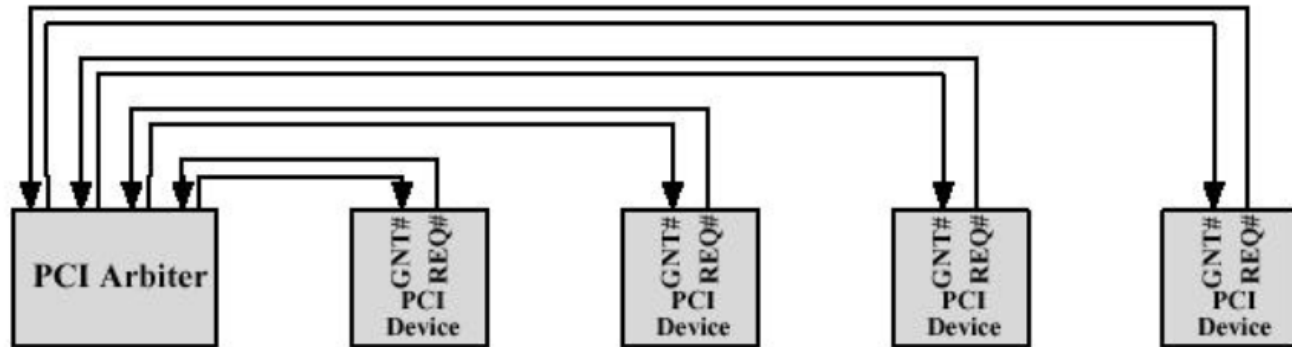 PCI Arbiter
GNT#
REQ#
PCI
Device
GNT#
REQ#
PCI
Device
GNT#
REQ#
PCI
Device
GNT#
REQ#
PCI
Device